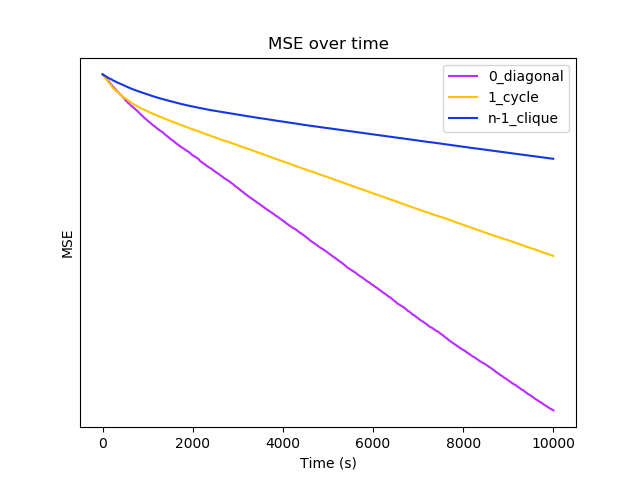 MSE over time
0_diagonal
1_cycle
n-1_clique
MSE
0 2000 4000 6000 8000 10000
Time (s)